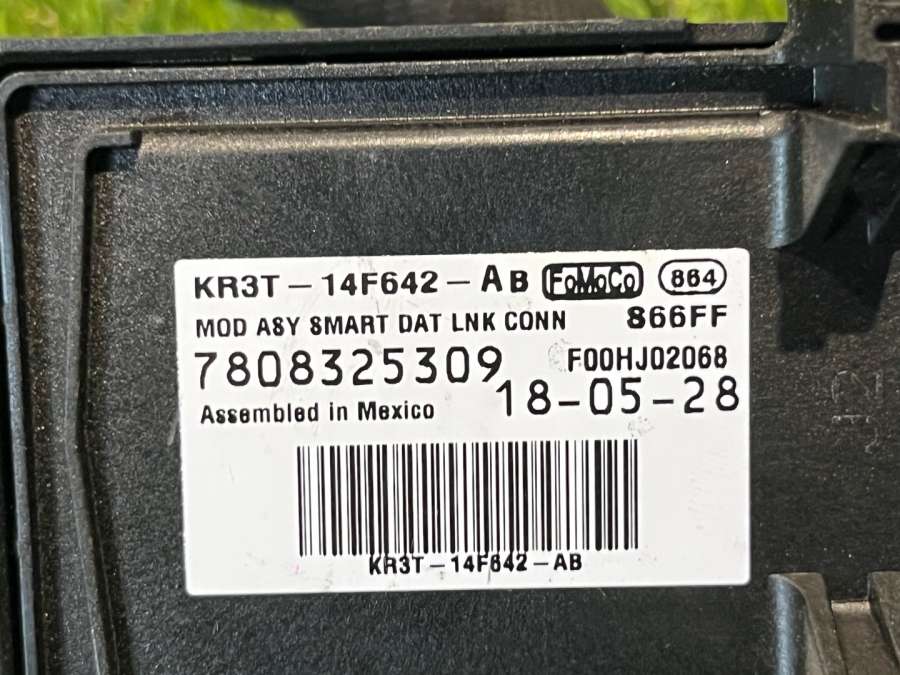 KR3T-14F642-AB FoMoCo 864
MOD ASY SMART DAT LNK CONN 866FF
7808325309 F00HJ02068
Assembled in Mexico 18-05-28
KR3T-14F642-AB